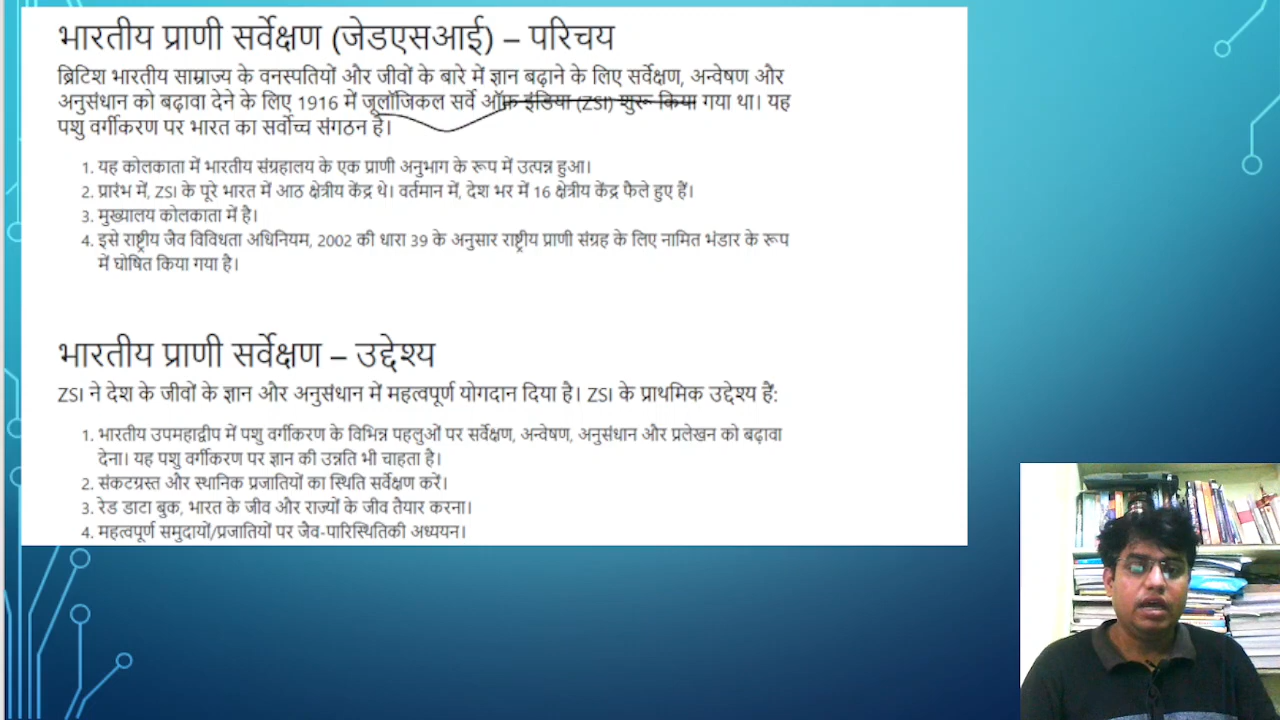 भारतीय प्राणी सर्वेक्षण (जेडएसआई) – परिचय
ब्रिटिश भारतीय साम्राज्य के वनस्पतियों और जीवों के बारे में ज्ञान बढ़ाने के लिए सर्वेक्षण, अन्वेषण और
अनुसंधान को बढ़ावा देने के लिए 1916 में जूलॉजिकल सर्वे ऑफ़ इंडिया (ZSI) शुरू किया गया था। यह
पशु वर्गीकरण पर भारत का सर्वोच्च संगठन है।
1. यह कोलकाता में भारतीय संग्रहालय के एक प्राणी अनुभाग के रूप में उत्पन्न हुआ।
2. प्रारंभ में, ZSI के पूरे भारत में आठ क्षेत्रीय केंद्र थे। वर्तमान में, देश भर में 16 क्षेत्रीय केंद्र फैले हुए हैं।
3. मुख्यालय कोलकाता में है।
4. इसे राष्ट्रीय जैव विविधता अधिनियम, 2002 की धारा 39 के अनुसार राष्ट्रीय प्राणी संग्रह के लिए नामित भंडार के रूप
में घोषित किया गया है।
भारतीय प्राणी सर्वेक्षण – उद्देश्य
ZSI ने देश के जीवों के ज्ञान और अनुसंधान में महत्वपूर्ण योगदान दिया है। ZSI के प्राथमिक उद्देश्य हैं:
1. भारतीय उपमहाद्वीप में पशु वर्गीकरण के विभिन्न पहलुओं पर सर्वेक्षण, अन्वेषण, अनुसंधान और प्रलेखन को बढ़ावा
देना। यह पशु वर्गीकरण पर ज्ञान की उन्नति भी चाहता है।
2. संकटग्रस्त और स्थानिक प्रजातियों का स्थिति सर्वेक्षण करें।
3. रेड डाटा बुक, भारत के जीव और राज्यों के जीव तैयार करना।
4. महत्वपूर्ण समुदायों/प्रजातियों पर जैव-पारिस्थितिकी अध्ययन।